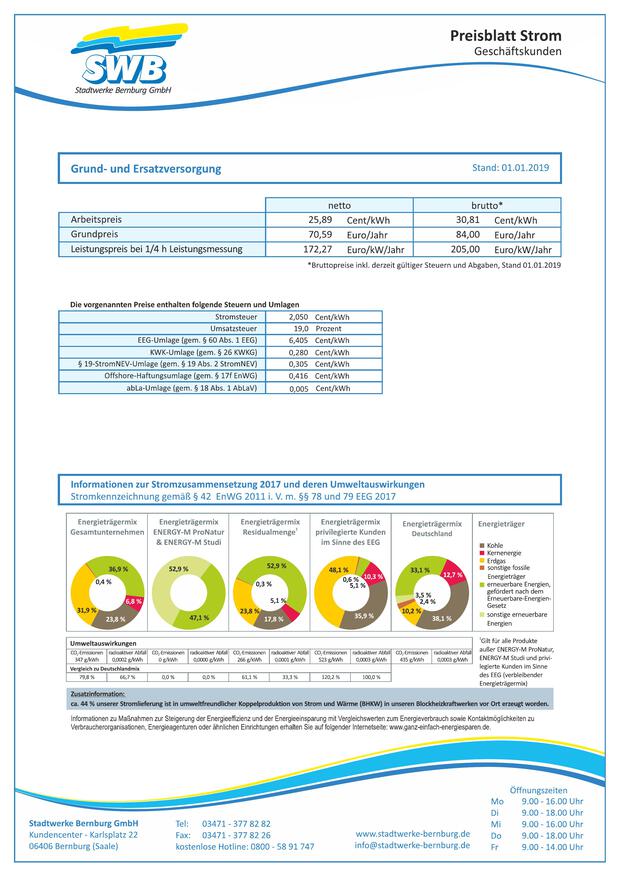 Preisblatt Strom
Geschäftskunden
SWB
Stadtwerke Bernburg GmbH
Grund- und Ersatzversorgung
Stand: 01.01.2019
netto brutto*
Arbeitspreis 25,89 Cent/kWh 30,81 Cent/kWh
Grundpreis 70,59 Euro/Jahr 84,00 Euro/Jahr
Leistungspreis bei 1/4 h Leistungsmessung 172,27 Euro/kW/Jahr 205,00 Euro/kW/Jahr
*Bruttopreise inkl. derzeit gültiger Steuern und Abgaben, Stand 01.01.2019
Die vorgenannten Preise enthalten folgende Steuern und Umlagen
Stromsteuer 2,050 Cent/kWh
Umsatzsteuer 19,0 Prozent
EEG-Umlage (gem. § 60 Abs. 1 EEG) 6,405 Cent/kWh
KWK-Umlage (gem. § 26 KWKG) 0,280 Cent/kWh
§ 19-StromNEV-Umlage (gem. § 19 Abs. 2 StromNEV) 0,305 Cent/kWh
Offshore-Haftungsumlage (gem. § 17f EnWG) 0,416 Cent/kWh
abLa-Umlage (gem. § 18 Abs. 1 AbLaV) 0,005 Cent/kWh
Informationen zur Stromzusammensetzung 2017 und deren Umweltauswirkungen
Stromkennzeichnung gemäß § 42 EnWG 2011 i. V. m. §§ 78 und 79 EEG 2017
Energieträgermix
Gesamtunternehmen
36,9 %
0,4 %
6,8 %
31,9 %
23,8 %
Energieträgermix
ENERGY-M ProNatur
& ENERGY-M Studi
52,9 %
47,1 %
Energieträgermix
Residualmenge¹
52,9 %
0,3 %
5,1 %
23,8 %
17,8 %
Energieträgermix
privilegierte Kunden
im Sinne des EEG
48,1 %
0,6 %
10,3 %
5,1 %
35,9 %
Energieträgermix
Deutschland
33,1 %
12,7 %
3,5 %
2,4 %
10,2 %
38,1 %
Energieträger
Kohle
Kernenergie
Erdgas
sonstige fossile
Energieträger
erneuerbare Energien,
gefördert nach dem
Erneuerbare-Energien-
Gesetz
sonstige erneuerbare
Energien
Umweltauswirkungen
CO₂-Emissionen radioaktiver Abfall CO₂-Emissionen radioaktiver Abfall CO₂-Emissionen radioaktiver Abfall CO₂-Emissionen radioaktiver Abfall CO₂-Emissionen radioaktiver Abfall
347 g/kWh 0,0002 g/kWh 0 g/kWh 0,0000 g/kWh 266 g/kWh 0,0001 g/kWh 523 g/kWh 0,0003 g/kWh 435 g/kWh 0,0003 g/kWh
Vergleich zu Deutschlandmix
79,8 % 66,7 % 0,0 % 0,0 % 61,1 % 33,3 % 120,2 % 100,0 %
¹Gilt für alle Produkte
außer ENERGY-M ProNatur,
ENERGY-M Studi und privi-
legierte Kunden im Sinne
des EEG (verbleibender
Energieträgermix)
Zusatzinformation:
ca. 44 % unserer Stromlieferung ist in umweltfreundlicher Koppelproduktion von Strom und Wärme (BHKW) in unseren Blockheizkraftwerken vor Ort erzeugt worden.
Informationen zu Maßnahmen zur Steigerung der Energieeffizienz und der Energieeinsparung mit Vergleichswerten zum Energieverbrauch sowie Kontaktmöglichkeiten zu
Verbraucherorganisationen, Energieagenturen oder ähnlichen Einrichtungen erhalten Sie auf folgender Internetseite: www.ganz-einfach-energiesparen.de.
Stadtwerke Bernburg GmbH
Kundencenter - Karlsplatz 22
06406 Bernburg (Saale)
Tel: 03471 - 377 82 82
Fax: 03471 - 377 82 26
kostenlose Hotline: 0800 - 58 91 747
www.stadtwerke-bernburg.de
info@stadtwerke-bernburg.de
Öffnungszeiten
Mo 9.00 - 16.00 Uhr
Di 9.00 - 18.00 Uhr
Mi 9.00 - 16.00 Uhr
Do 9.00 - 18.00 Uhr
Fr 9.00 - 14.00 Uhr